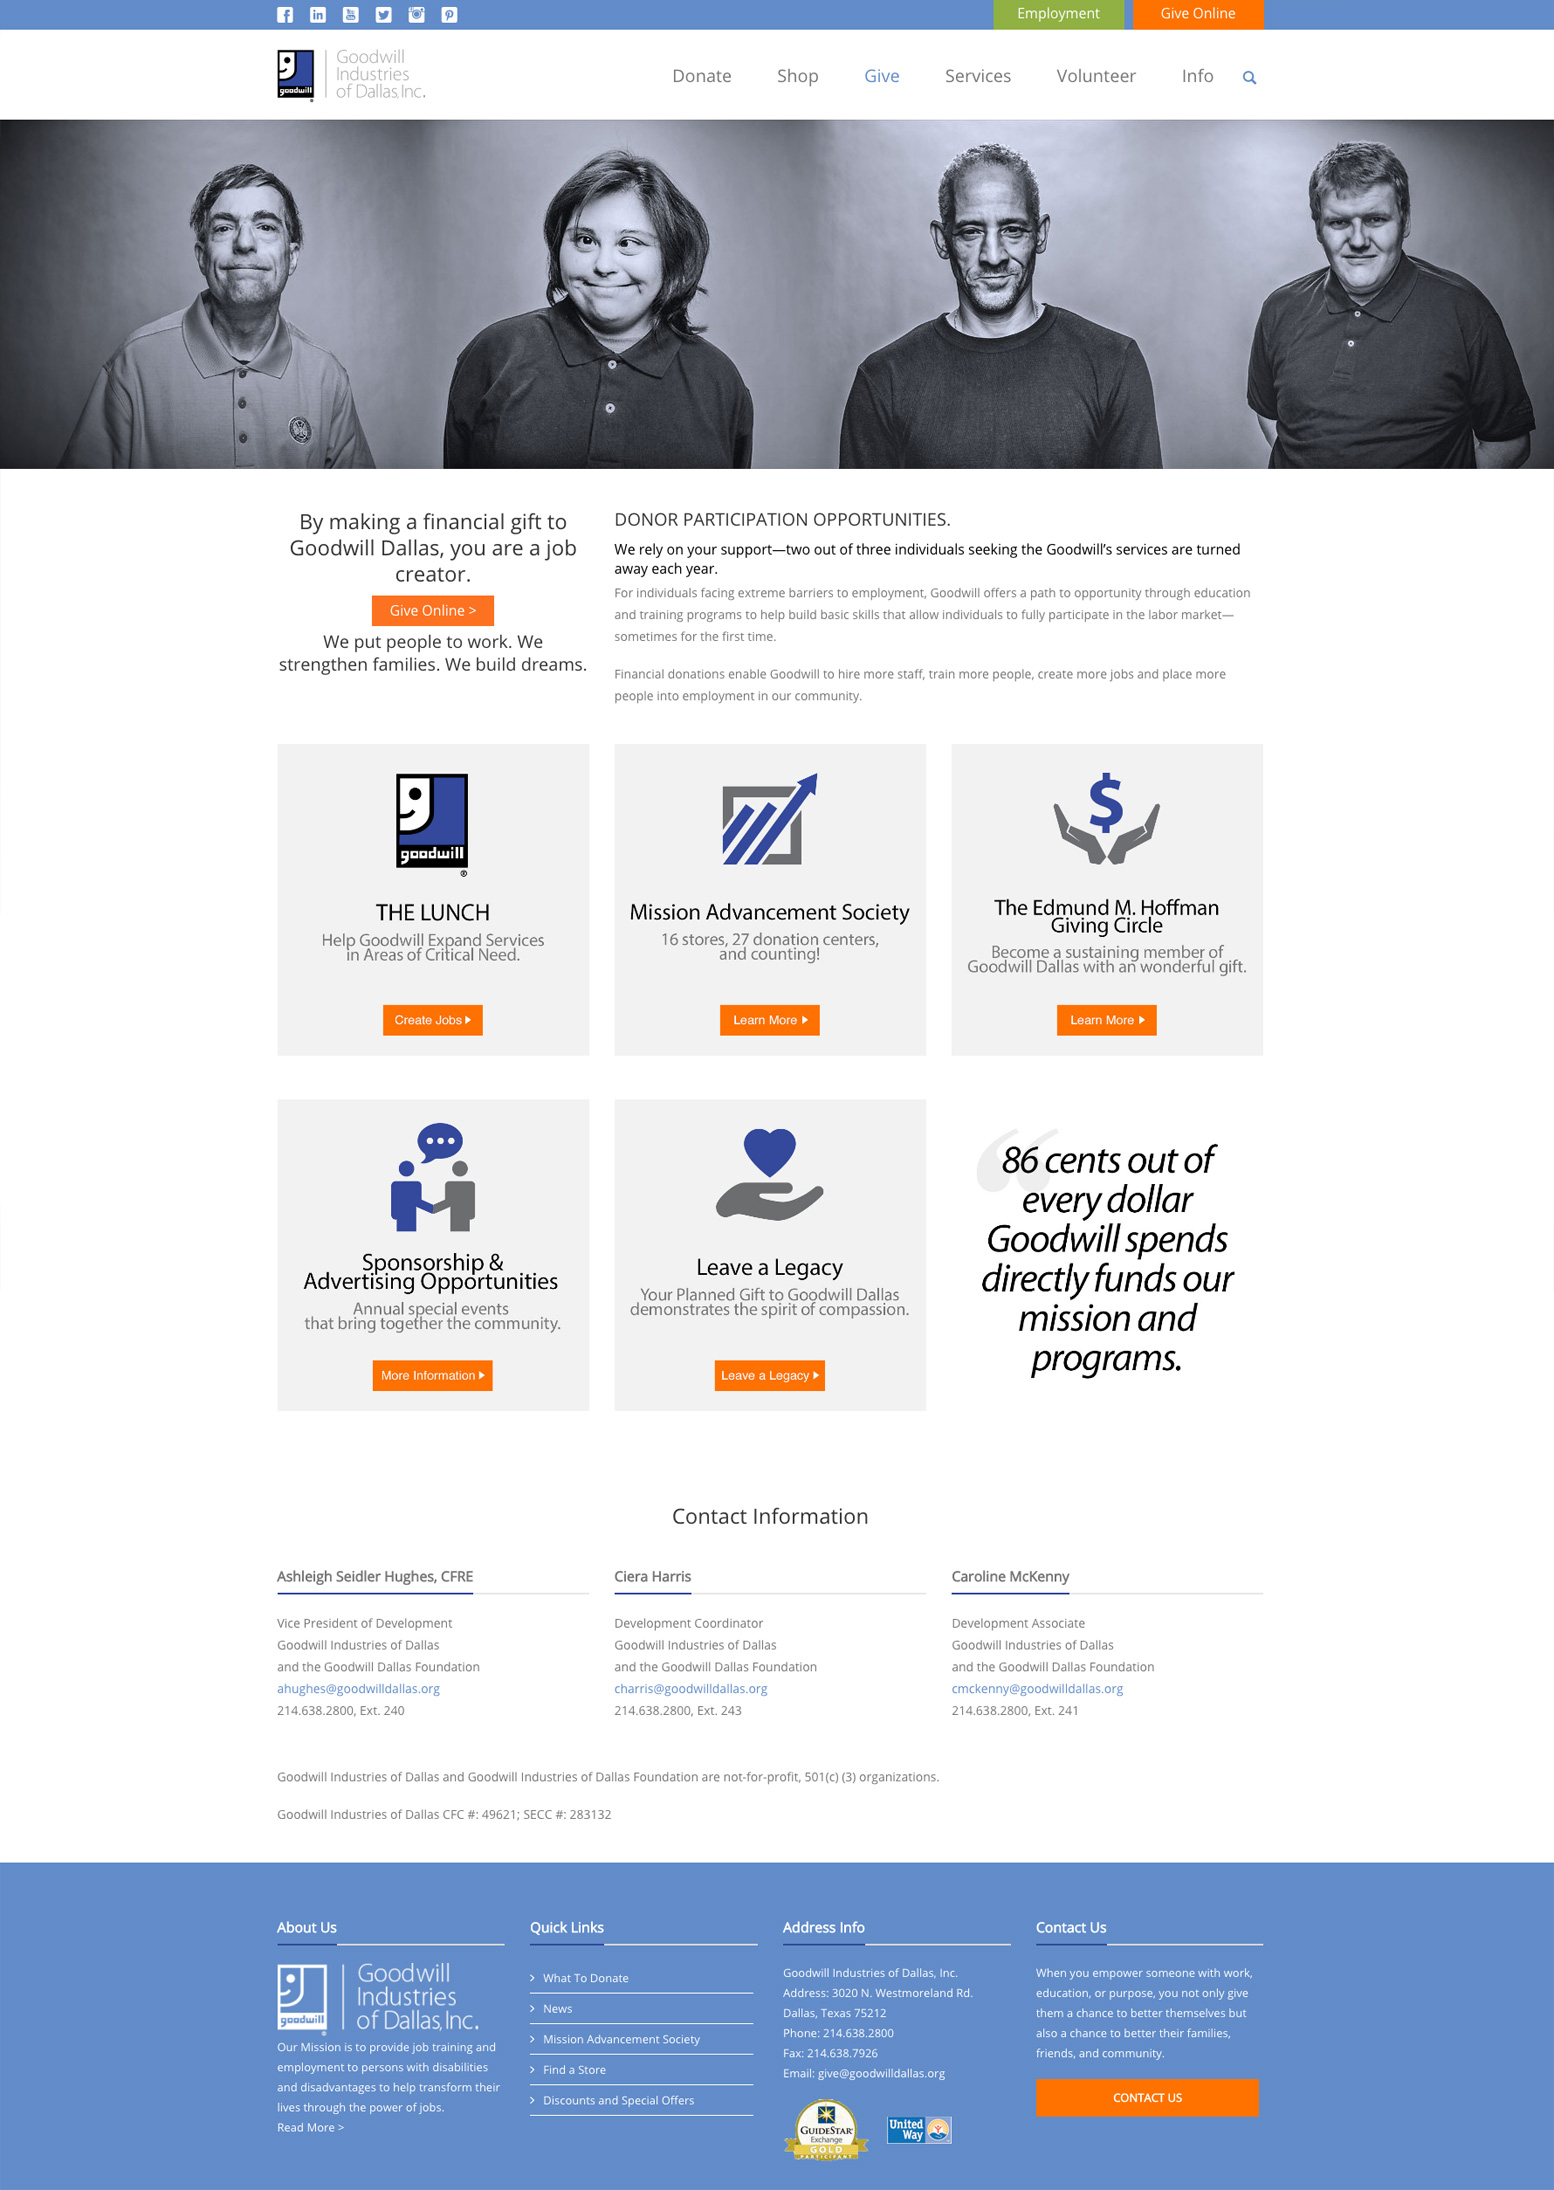 Employment
Give Online
goodwill
Goodwill
Industries
of Dallas, Inc.
Donate
Shop
Give
Services
Volunteer
Info
By making a financial gift to
Goodwill Dallas, you are a job
creator.
Give Online >
We put people to work. We
strengthen families. We build dreams.
DONOR PARTICIPATION OPPORTUNITIES.
We rely on your support—two out of three individuals seeking the Goodwill’s services are turned
away each year.
For individuals facing extreme barriers to employment, Goodwill offers a path to opportunity through education
and training programs to help build basic skills that allow individuals to fully participate in the labor market—
sometimes for the first time.
Financial donations enable Goodwill to hire more staff, train more people, create more jobs and place more
people into employment in our community.
goodwill
®
THE LUNCH
Help Goodwill Expand Services
in Areas of Critical Need.
Create Jobs
Mission Advancement Society
16 stores, 27 donation centers,
and counting!
Learn More
$
The Edmund M. Hoffman
Giving Circle
Become a sustaining member of
Goodwill Dallas with an wonderful gift.
Learn More
Sponsorship &
Advertising Opportunities
Annual special events
that bring together the community.
More Information
Leave a Legacy
Your Planned Gift to Goodwill Dallas
demonstrates the spirit of compassion.
Leave a Legacy
“86 cents out of
every dollar
Goodwill spends
directly funds our
mission and
programs.
Contact Information
Ashleigh Seidler Hughes, CFRE
Vice President of Development
Goodwill Industries of Dallas
and the Goodwill Dallas Foundation
ahughes@goodwilldallas.org
214.638.2800, Ext. 240
Ciera Harris
Development Coordinator
Goodwill Industries of Dallas
and the Goodwill Dallas Foundation
charris@goodwilldallas.org
214.638.2800, Ext. 243
Caroline McKenny
Development Associate
Goodwill Industries of Dallas
and the Goodwill Dallas Foundation
cmckenny@goodwilldallas.org
214.638.2800, Ext. 241
Goodwill Industries of Dallas and Goodwill Industries of Dallas Foundation are not-for-profit, 501(c) (3) organizations.
Goodwill Industries of Dallas CFC #: 49621; SECC #: 283132
About Us
goodwill
Goodwill
Industries
of Dallas, Inc.
Our Mission is to provide job training and
employment to persons with disabilities
and disadvantages to help transform their
lives through the power of jobs.
Read More >
Quick Links
What To Donate
News
Mission Advancement Society
Find a Store
Discounts and Special Offers
Address Info
Goodwill Industries of Dallas, Inc.
Address: 3020 N. Westmoreland Rd.
Dallas, Texas 75212
Phone: 214.638.2800
Fax: 214.638.7926
Email: give@goodwilldallas.org
GUIDESTAR
Exchange
GOLD
PARTICIPANT
United
Way
Contact Us
When you empower someone with work,
education, or purpose, you not only give
them a chance to better themselves but
also a chance to better their families,
friends, and community.
CONTACT US